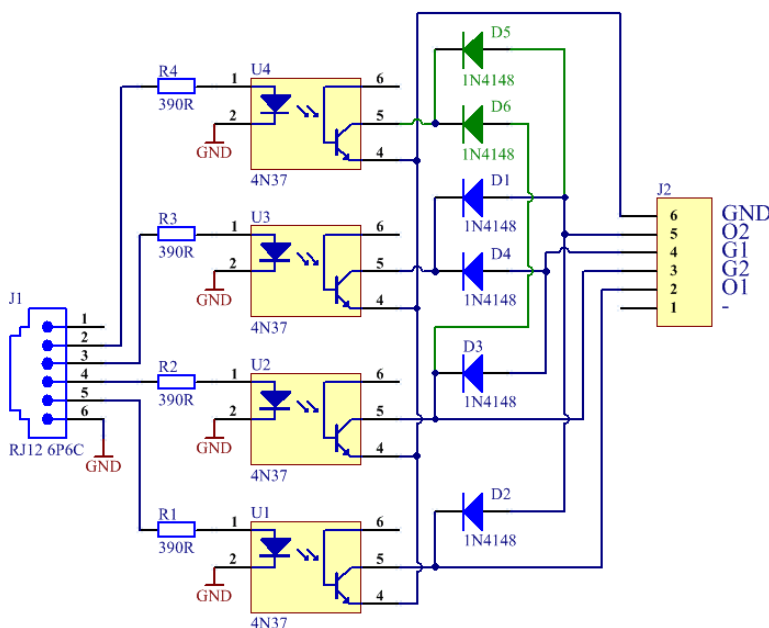 D5
1N4148
D6
1N4148
R4
390R
1
2
GND
U4
6
5
4
4N37
D1
1N4148
D4
1N4148
J2
6 GND
5 O2
4 G1
3 G2
2 O1
1 -
R3
390R
1
2
GND
U3
6
5
4
4N37
J1
1
2
3
4
5
6
RJ12 6P6C
GND
R2
390R
1
2
GND
U2
6
5
4
4N37
D3
1N4148
R1
390R
1
2
GND
U1
6
5
4
4N37
D2
1N4148